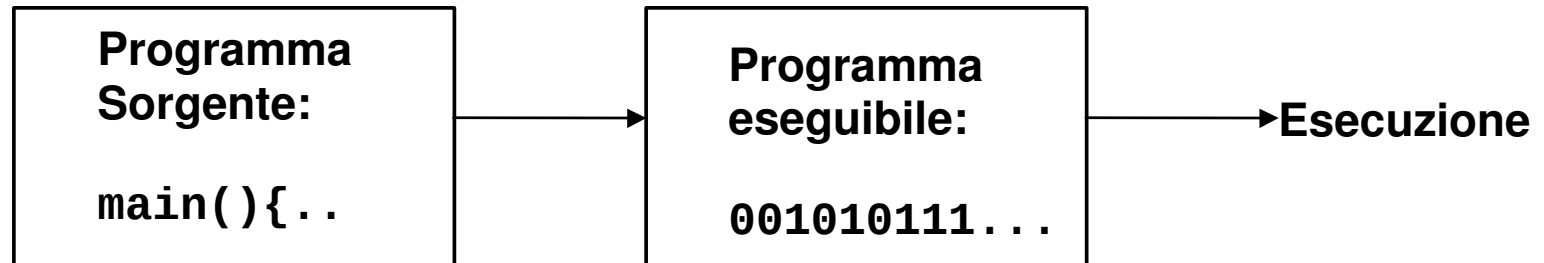 Programma
Sorgente:
main(){..
Programma
eseguibile:
001010111...
Esecuzione